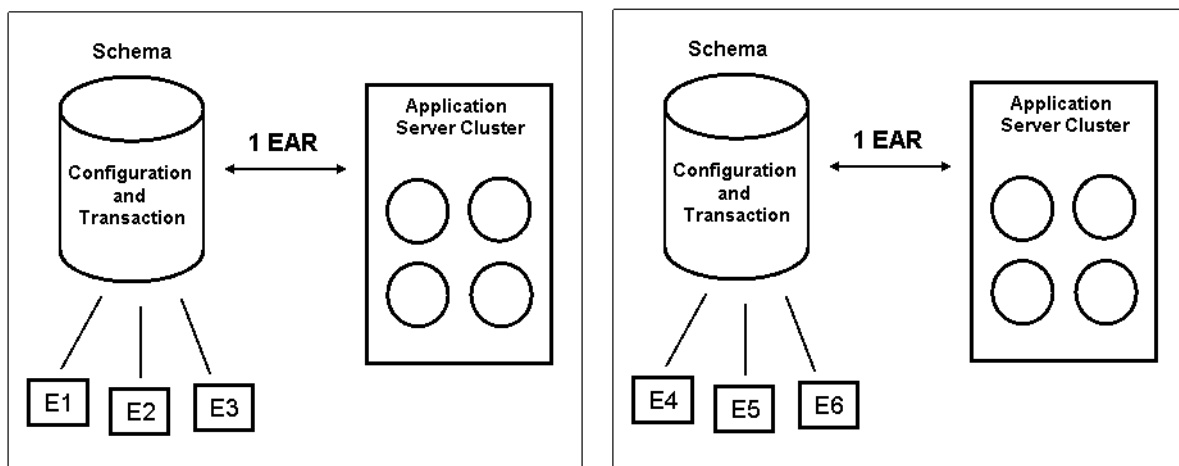 Schema
Configuration
and
Transaction
1 EAR
Application
Server Cluster
E1
E2
E3
Schema
Configuration
and
Transaction
1 EAR
Application
Server Cluster
E4
E5
E6